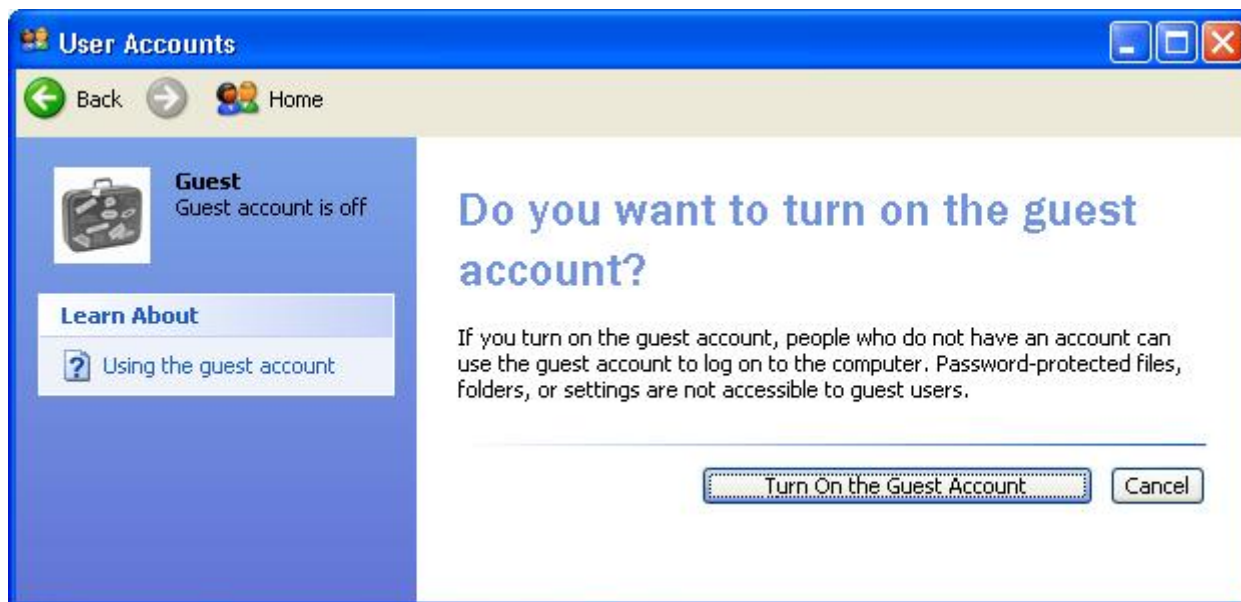 User Accounts
Back Home
Guest
Guest account is off
Learn About
Using the guest account
Do you want to turn on the guest
account?
If you turn on the guest account, people who do not have an account can
use the guest account to log on to the computer. Password-protected files,
folders, or settings are not accessible to guest users.
Turn On the Guest Account Cancel